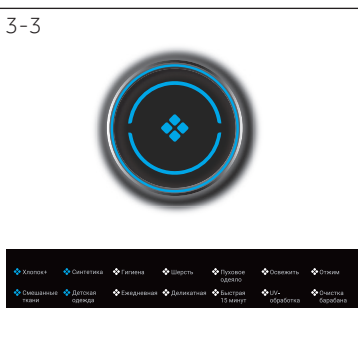 3-3
Хлопок+ Синтетика Гигиена Шерсть Пуховое одеяло Освежить Отжим
Смешанные ткани Детская одежда Ежедневная Деликатная Быстрая 15 минут UV-обработка Очистка барабана